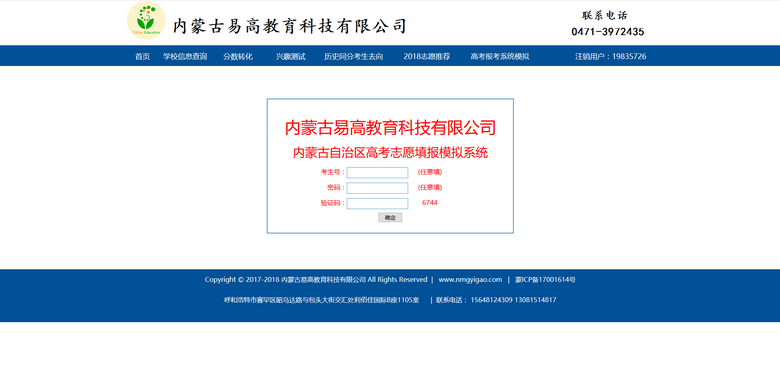 内蒙古易高教育科技有限公司
联系电话
0471-3972435
首页 学校信息查询 分数转化 兴趣测试 历史同分考生去向 2018志愿推荐 高考报考系统模拟 注销用户：19835726
内蒙古易高教育科技有限公司
内蒙古自治区高考志愿填报模拟系统
考生号： (任意填)
密码： (任意填)
验证码： 6744
确定
Copyright © 2017-2018 内蒙古易高教育科技有限公司 All Rights Reserved | www.nmgyigao.com | 蒙ICP备17001614号
呼和浩特市赛罕区昭乌达路与包头大街交汇处利佰佳国际B座1105室 | 联系电话： 15648124309 13081514817